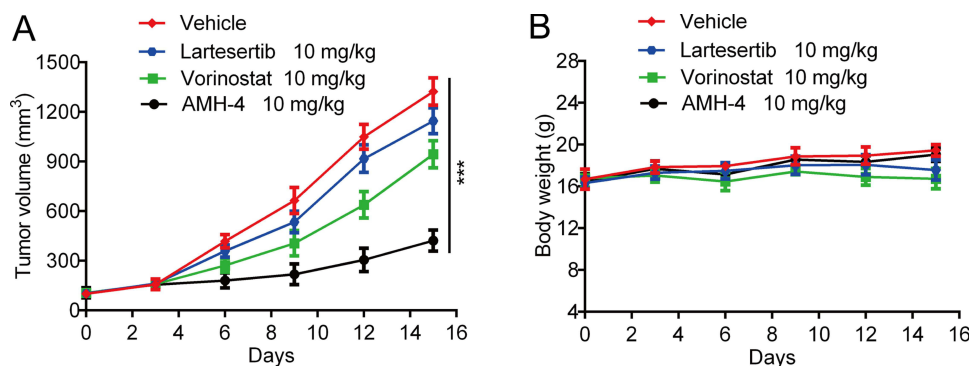 A
Vehicle
Lartesertib 10 mg/kg
Vorinostat 10 mg/kg
AMH-4 10 mg/kg
Tumor volume (mm³)
1500
1200
900
600
300
0
0 2 4 6 8 10 12 14 16
Days
***
B
Vehicle
Lartesertib 10 mg/kg
Vorinostat 10 mg/kg
AMH-4 10 mg/kg
Body weight (g)
28
24
20
16
12
8
4
0 2 4 6 8 10 12 14 16
Days